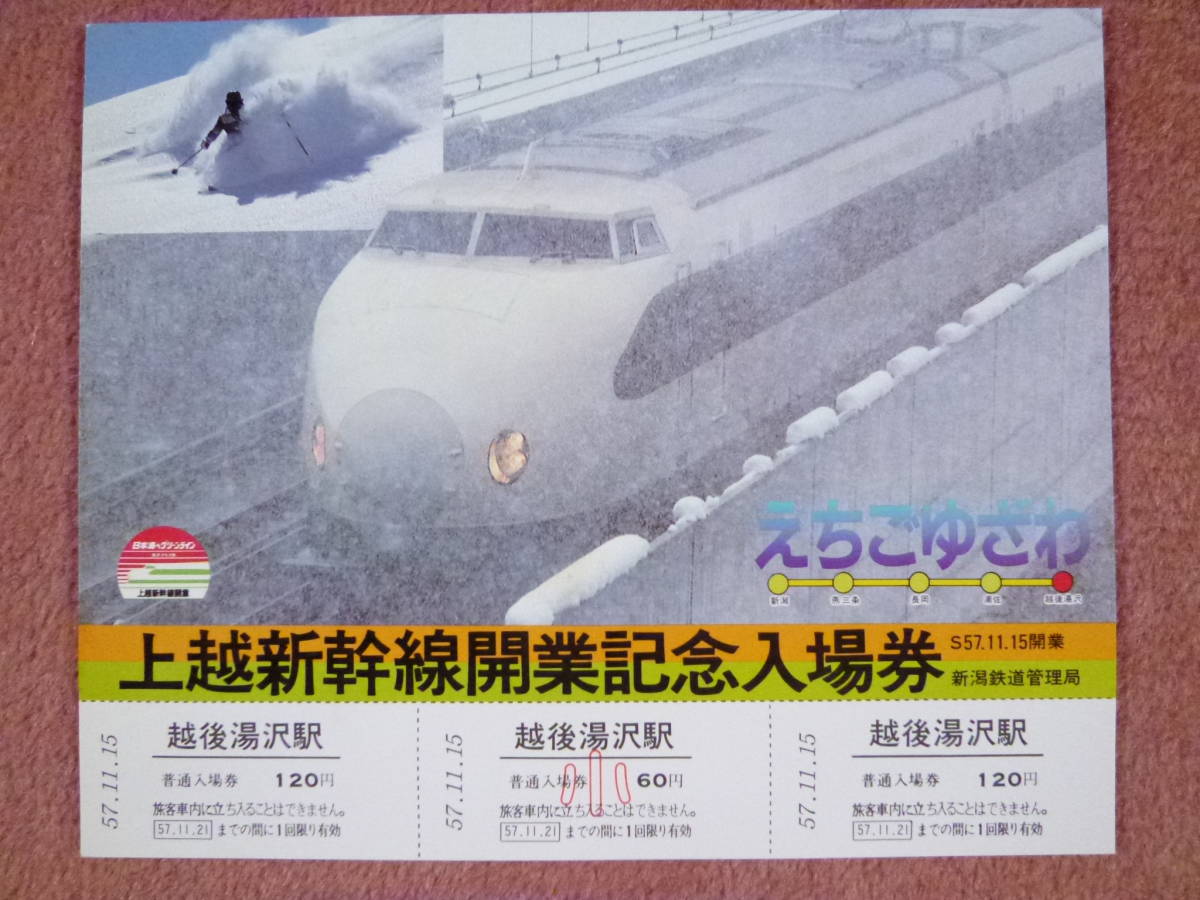 えちごゆざわ
新潟 燕三条 長岡 浦佐 越後湯沢
日本海へグリーンライン
上越新幹線開業
上越新幹線開業記念入場券
S57.11.15開業
新潟鉄道管理局
57.11.15
越後湯沢駅
普通入場券 120円
旅客車内に立ち入ることはできません。
57.11.21 までの間に1回限り有効
57.11.15
越後湯沢駅
普通入場券 60円
小
旅客車内に立ち入ることはできません。
57.11.21 までの間に1回限り有効
57.11.15
越後湯沢駅
普通入場券 120円
旅客車内に立ち入ることはできません。
57.11.21 までの間に1回限り有効